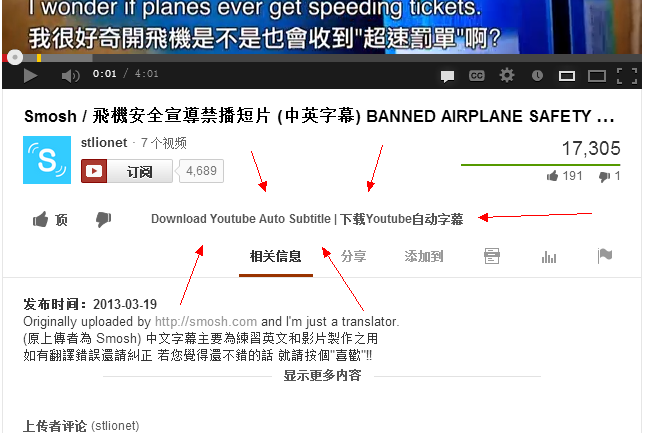 I wonder if planes ever get speeding tickets.
我很好奇開飛機是不是也會收到"超速罰單"啊?
0:01 / 4:01
CC
Smosh / 飛機安全宣導禁播短片 (中英字幕) BANNED AIRPLANE SAFETY ...
S
stlionet · 7 个视频
订阅 4,689
17,305
191 1
顶
Download Youtube Auto Subtitle | 下载Youtube自动字幕
相关信息 分享 添加到
发布时间：2013-03-19
Originally uploaded by http://smosh.com and I'm just a translator.
(原上傳者為 Smosh) 中文字幕主要為練習英文和影片製作之用
如有翻譯錯誤還請糾正 若您覺得還不錯的話 就請按個"喜歡"!!
显示更多内容
上传者评论 (stlionet)